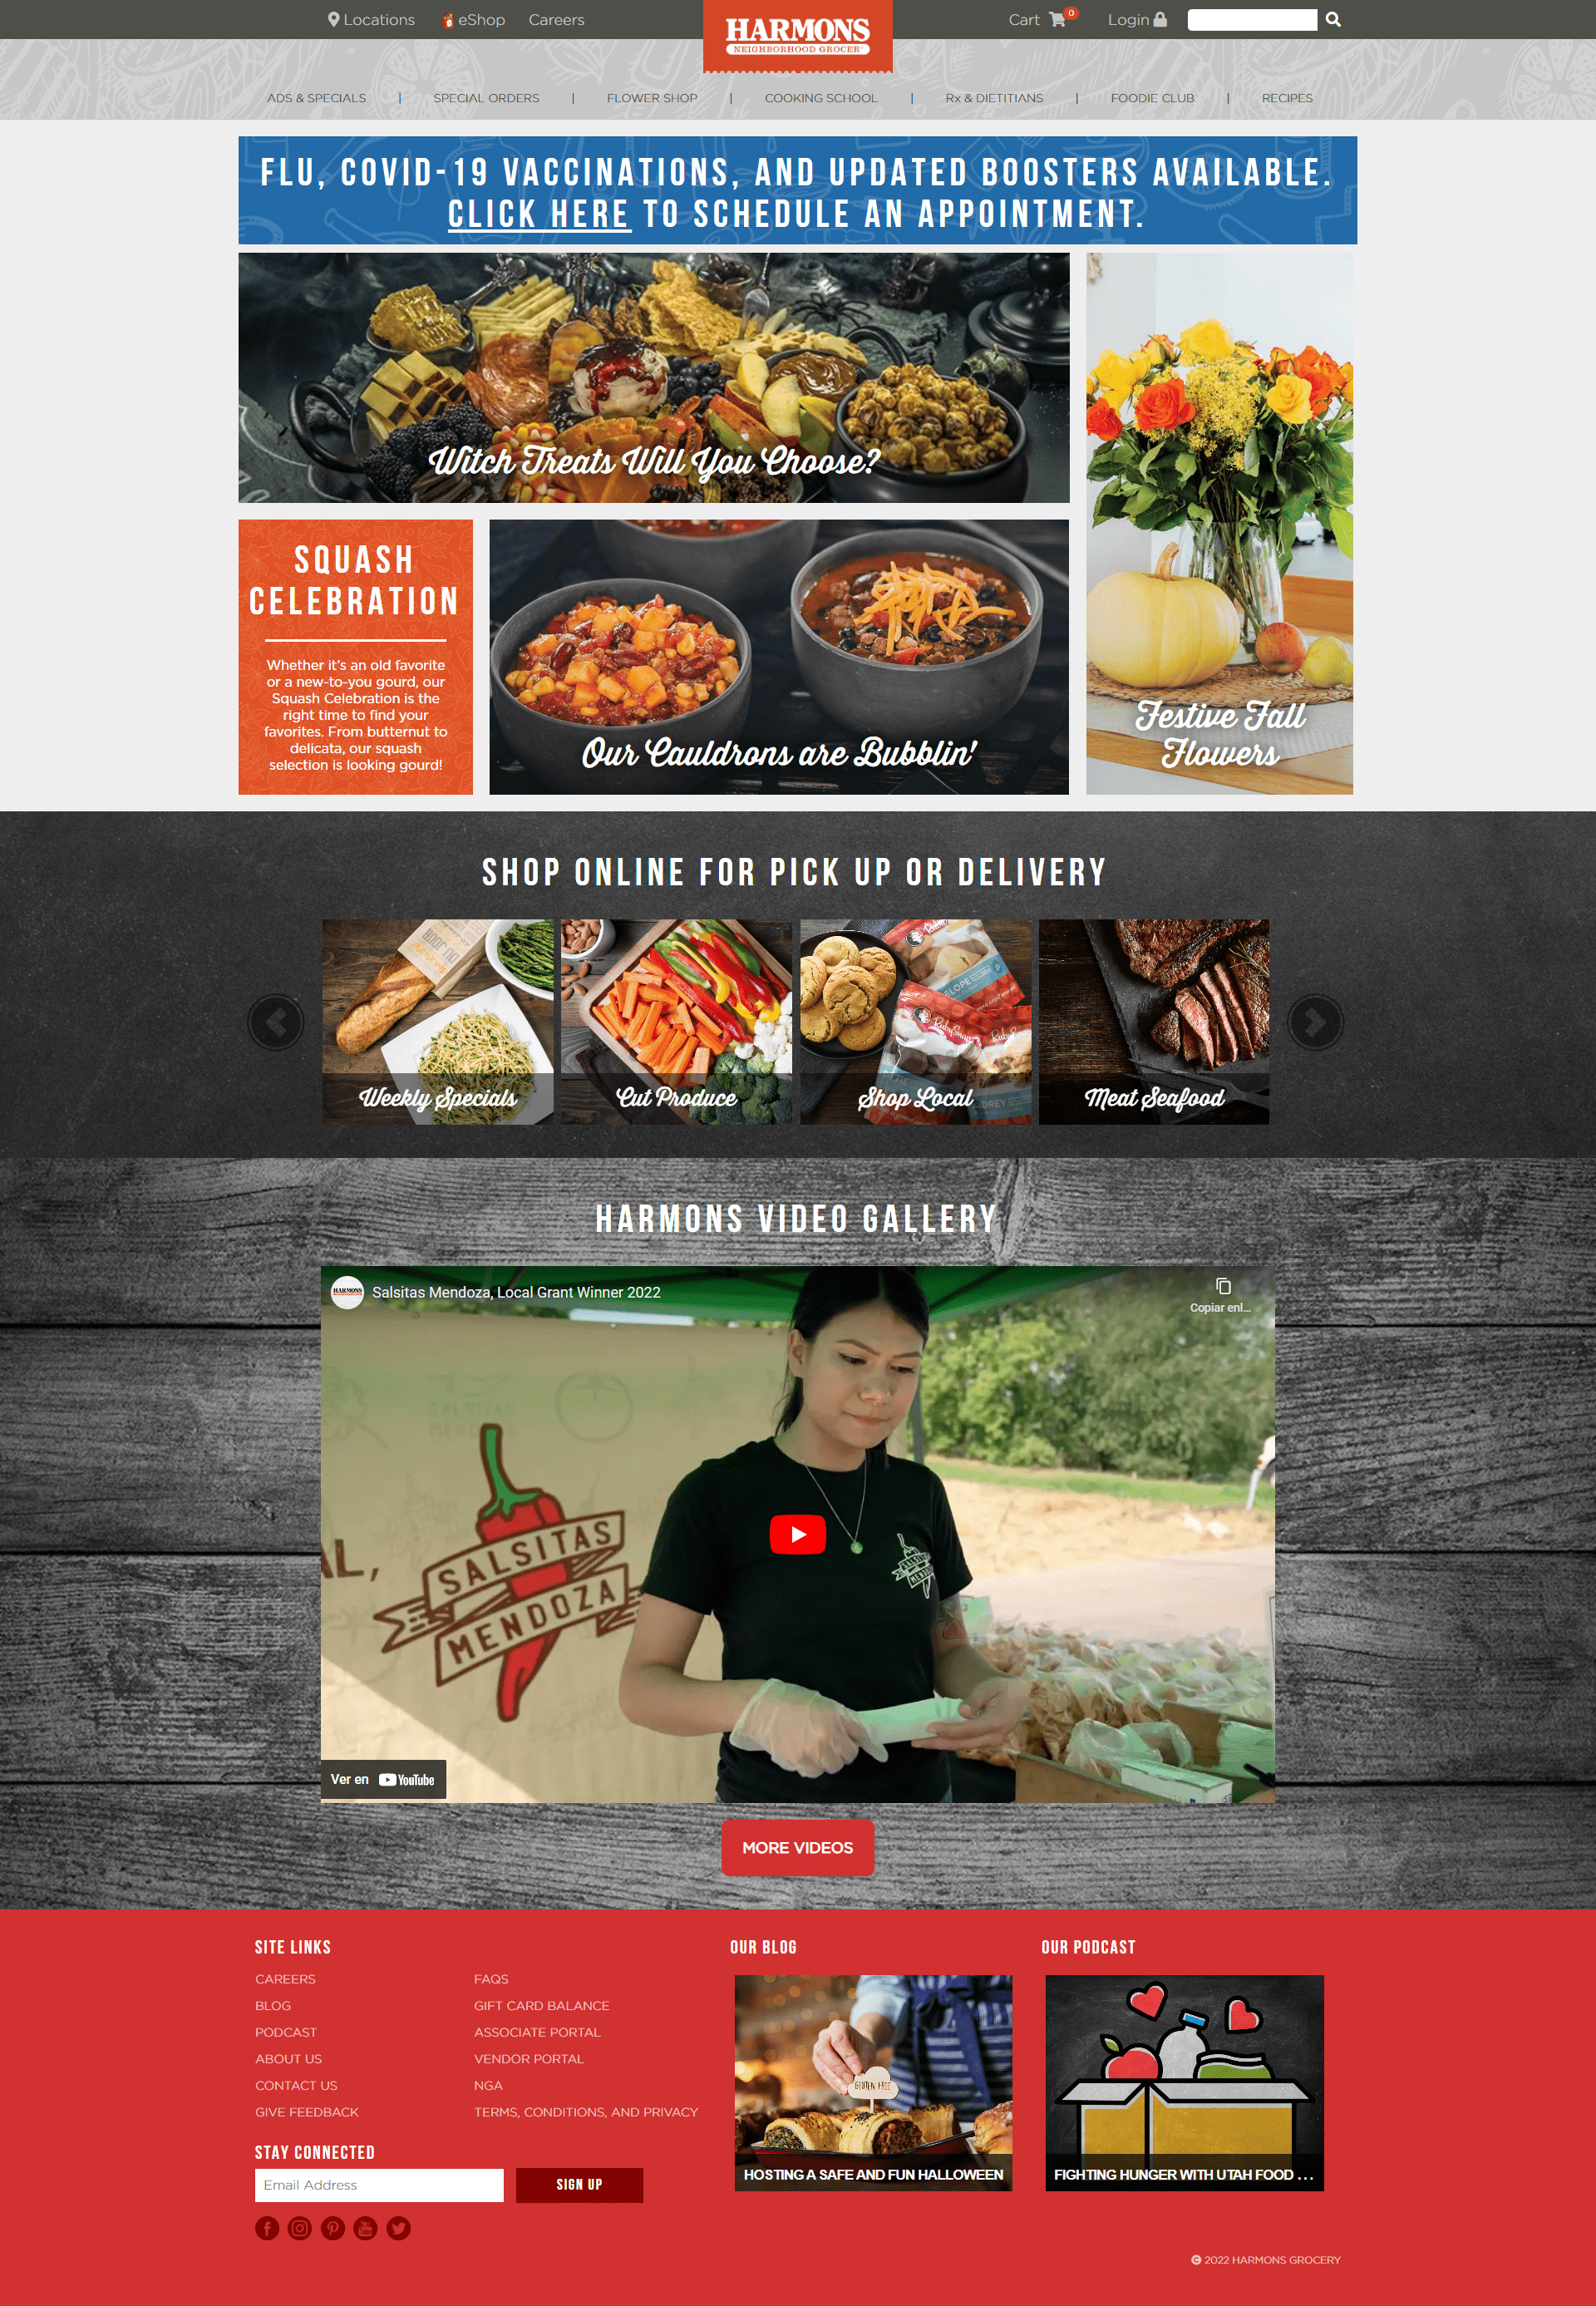 Locations
eShop
Careers
HARMONS
NEIGHBORHOOD GROCER
Cart
0
Login
ADS & SPECIALS | SPECIAL ORDERS | FLOWER SHOP | COOKING SCHOOL | Rx & DIETITIANS | FOODIE CLUB | RECIPES
FLU, COVID-19 VACCINATIONS, AND UPDATED BOOSTERS AVAILABLE.
CLICK HERE TO SCHEDULE AN APPOINTMENT.
Witch Treats Will You Choose?
SQUASH
CELEBRATION
Whether it's an old favorite
or a new-to-you gourd, our
Squash Celebration is the
right time to find your
favorites. From butternut to
delicata, our squash
selection is looking gourd!
Our Cauldrons are Bubblin'!
Festive Fall
Flowers
SHOP ONLINE FOR PICK UP OR DELIVERY
DU JOUR
Weekly Specials
Cut Produce
RubySnap
Shop Local
Meat Seafood
HARMONS VIDEO GALLERY
HARMONS
Salsitas Mendoza, Local Grant Winner 2022
Copiar enl...
SALSITAS
MENDOZA
SALSITAS
MENDOZA
Ver en YouTube
MORE VIDEOS
SITE LINKS
CAREERS
BLOG
PODCAST
ABOUT US
CONTACT US
GIVE FEEDBACK
FAQS
GIFT CARD BALANCE
ASSOCIATE PORTAL
VENDOR PORTAL
NGA
TERMS, CONDITIONS, AND PRIVACY
STAY CONNECTED
Email Address
SIGN UP
OUR BLOG
GLUTEN FREE
HOSTING A SAFE AND FUN HALLOWEEN
OUR PODCAST
FIGHTING HUNGER WITH UTAH FOOD ...
© 2022 HARMONS GROCERY